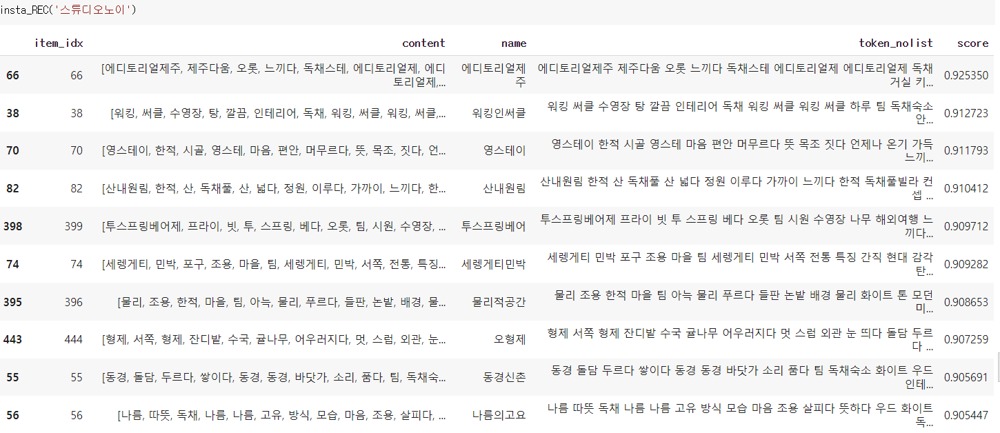 insta_REC('스튜디오노이')
item_idx content name token_nolist score
66 66 [에디토리얼제주, 제주다움, 오롯, 느끼다, 독채스테, 에디토리얼제, 에디토리얼제,... 에디토리얼제주 에디토리얼제주 제주다움 오롯 느끼다 독채스테 에디토리얼제 에디토리얼제 독채 거실 키... 0.925350
38 38 [워킹, 써클, 수영장, 탕, 깔끔, 인테리어, 독채, 워킹, 써클, 워킹, 써클,... 워킹인써클 워킹 써클 수영장 탕 깔끔 인테리어 독채 워킹 써클 워킹 써클 하루 팀 독채숙소 안... 0.912723
70 70 [영스테이, 한적, 시골, 영스테, 마음, 편안, 머무르다, 뜻, 목조, 짓다, 언... 영스테이 영스테이 한적 시골 영스테 마음 편안 머무르다 뜻 목조 짓다 언제나 온기 가득 느끼... 0.911793
82 82 [산내원림, 한적, 산, 독채풀, 산, 넓다, 정원, 이루다, 가까이, 느끼다, 한... 산내원림 산내원림 한적 산 독채풀 산 넓다 정원 이루다 가까이 느끼다 한적 독채풀빌라 컨셉 ... 0.910412
398 399 [투스프링베어제, 프라이, 빗, 투, 스프링, 베다, 오롯, 팀, 시원, 수영장, ... 투스프링베어 투스프링베어제 프라이 빗 투 스프링 베다 오롯 팀 시원 수영장 나무 해외여행 느끼다... 0.909712
74 74 [세렝게티, 민박, 포구, 조용, 마을, 팀, 세렝게티, 민박, 서쪽, 전통, 특징... 세렝게티민박 세렝게티 민박 포구 조용 마을 팀 세렝게티 민박 서쪽 전통 특징 간직 현대 감각 탄... 0.909282
395 396 [물리, 조용, 한적, 마을, 팀, 아늑, 물리, 푸르다, 들판, 논밭, 배경, 물... 물리적공간 물리 조용 한적 마을 팀 아늑 물리 푸르다 들판 논밭 배경 물리 화이트 톤 모던 미... 0.908653
443 444 [형제, 서쪽, 형제, 잔디밭, 수국, 귤나무, 어우러지다, 멋, 스럽, 외관, 눈... 오형제 형제 서쪽 형제 잔디밭 수국 귤나무 어우러지다 멋 스럽 외관 눈 띄다 돌담 두르다 ... 0.907259
55 55 [동경, 돌담, 두르다, 쌓이다, 동경, 동경, 바닷가, 소리, 품다, 팀, 독채숙... 동경신촌 동경 돌담 두르다 쌓이다 동경 동경 바닷가 소리 품다 팀 독채숙소 화이트 우드 인테... 0.905691
56 56 [나름, 따뜻, 독채, 나름, 나름, 고유, 방식, 모습, 마음, 조용, 살피다, ... 나름의고요 나름 따뜻 독채 나름 나름 고유 방식 모습 마음 조용 살피다 뜻하다 우드 화이트 독... 0.905447